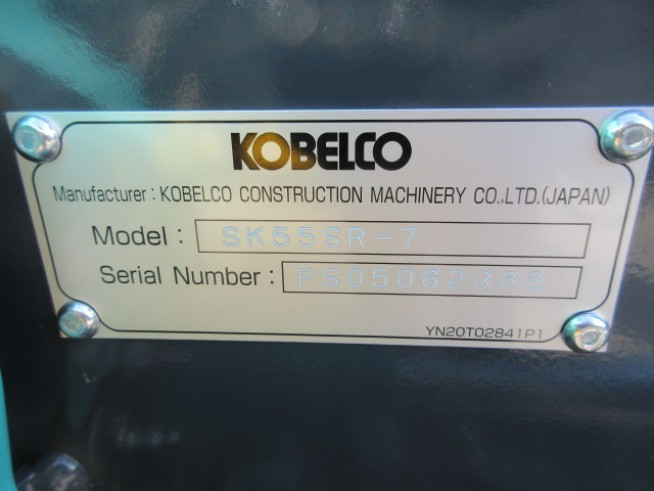 KOBELCO
Manufacturer : KOBELCO CONSTRUCTION MACHINERY CO.,LTD.(JAPAN)
Model : SK55SR-7
Serial Number : PS05062366
YN20T02841P1